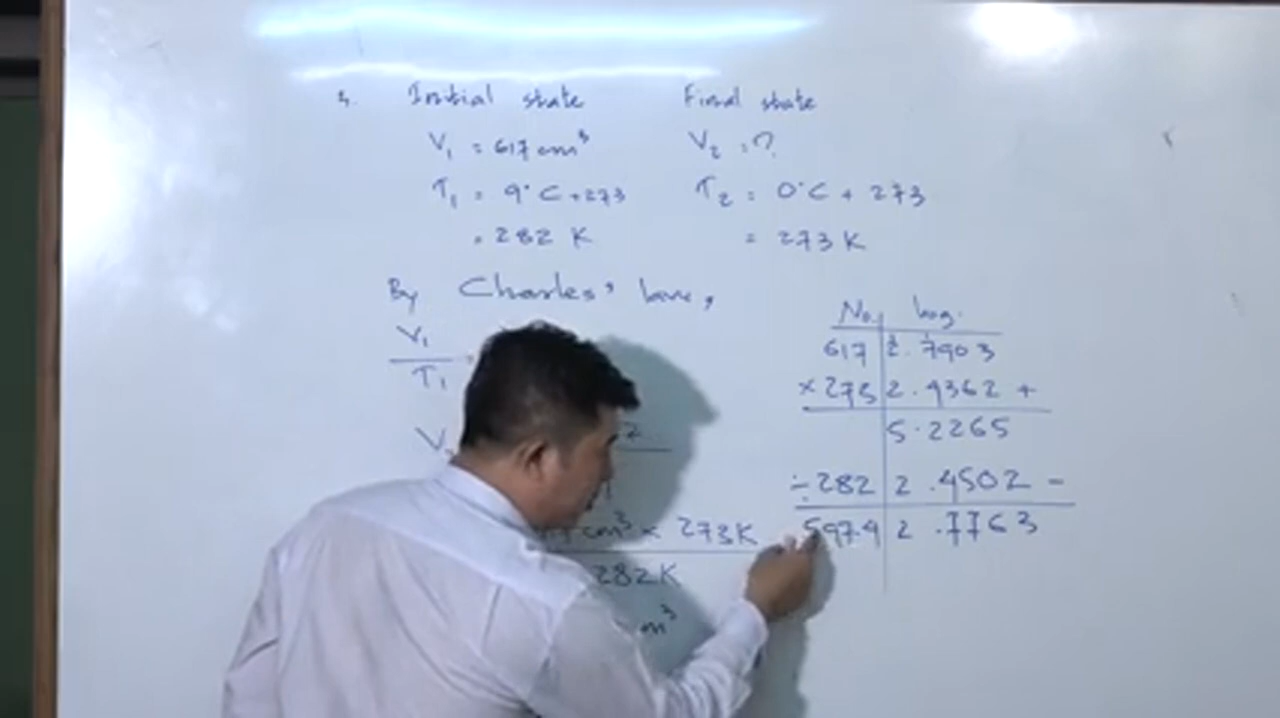 Initial state Final state
V₁ = 617 cm³ V₂ = ?
T₁ = 9°C + 273 T₂ = 0°C + 273
= 282 K = 273 K
By Charles' law,
V₁
T₁
V
cm³ × 273K
282K
m³
No. log.
617 2.7903
× 273 2.4362 +
5.2265
÷ 282 2.4502 -
597.4 2.7763